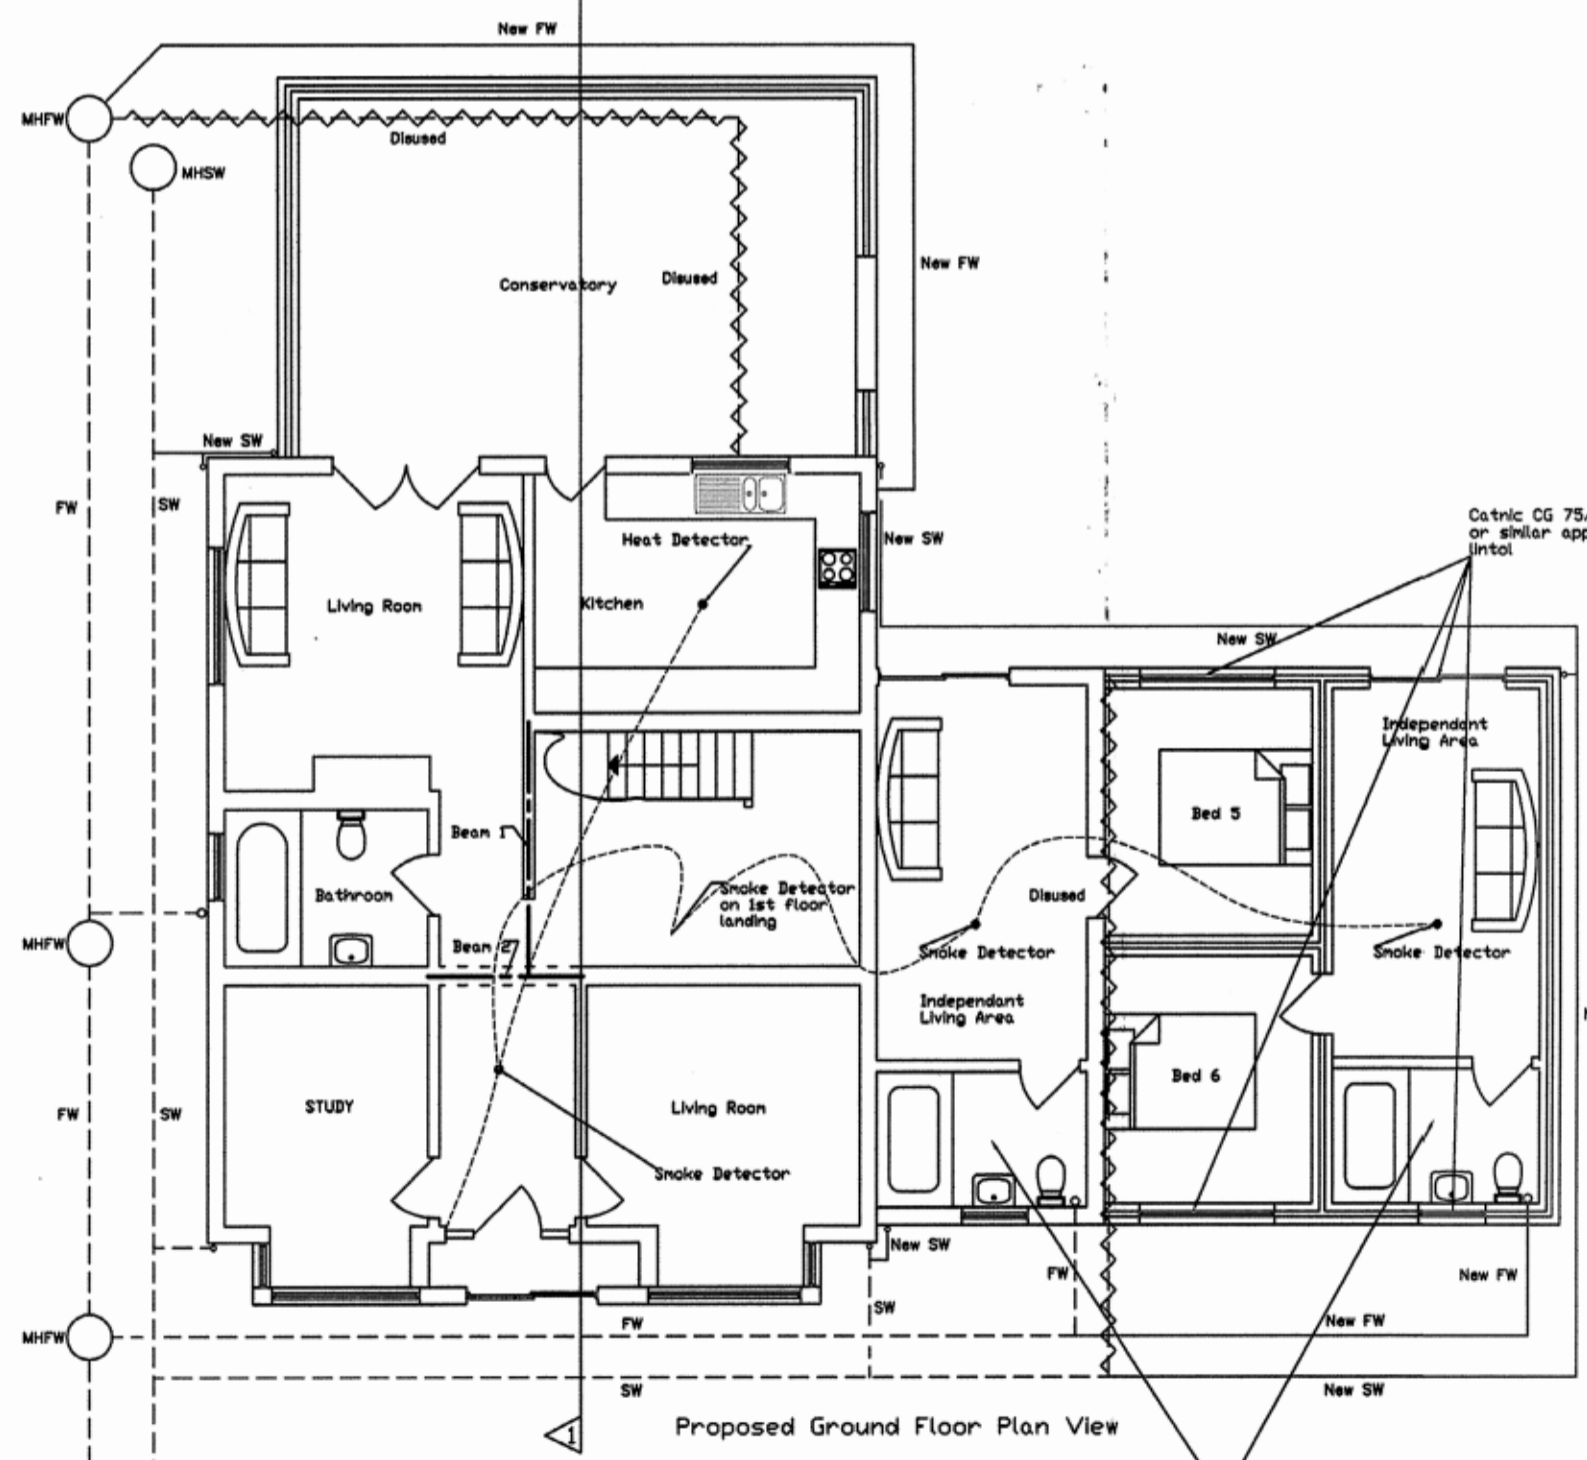 New FW
MHFW
Disused
MHSW
New FW
Conservatory
Disused
New SW
FW
SW
Heat Detector
New SW
Catnic CG 75/
or similar app
lintol
Living Room
Kitchen
New SW
Independant
Living Area
Bed 5
Beam 1
Bathroom
Smoke Detector
on 1st floor
landing
Disused
MHFW
Beam 2
Smoke Detector
Smoke Detector
Independant
Living Area
Bed 6
FW
SW
STUDY
Living Room
Smoke Detector
New SW
FW
New FW
SW
MHFW
FW
New FW
SW
New SW
1
Proposed Ground Floor Plan View